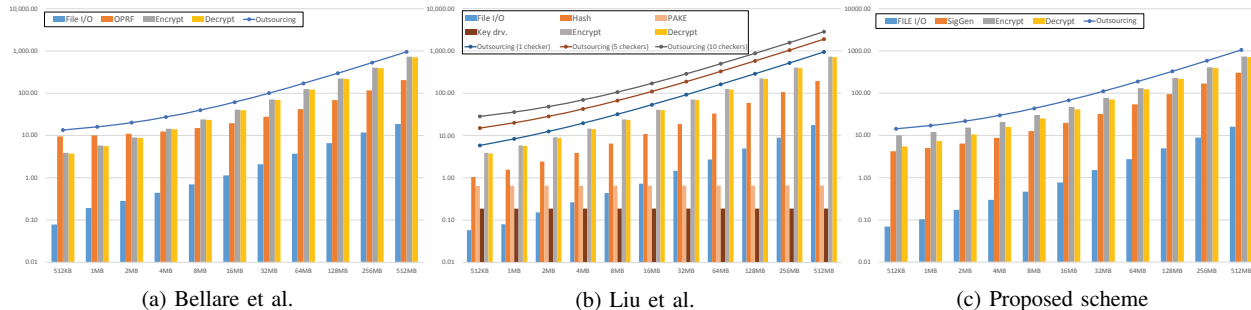 File I/O OPRF Encrypt Decrypt Outsourcing
10,000.00
1,000.00
100.00
10.00
1.00
0.10
0.01
512KB 1MB 2MB 4MB 8MB 16MB 32MB 64MB 128MB 256MB 512MB
(a) Bellare et al.
File I/O Hash PAKE
Key drv. Encrypt Decrypt
Outsourcing (1 checker) Outsourcing (5 checkers) Outsourcing (10 checkers)
10,000.00
1,000.00
100.00
10.00
1.00
0.10
0.01
512KB 1MB 2MB 4MB 8MB 16MB 32MB 64MB 128MB 256MB 512MB
(b) Liu et al.
FILE I/O SigGen Encrypt Decrypt Outsourcing
10000.00
1,000.00
100.00
10.00
1.00
0.10
0.01
512KB 1MB 2MB 4MB 8MB 16MB 32MB 64MB 128MB 256MB 512MB
(c) Proposed scheme